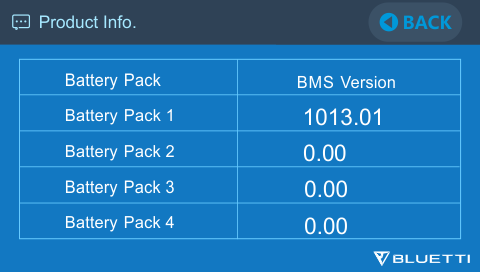 Product Info.
BACK
Battery Pack BMS Version
Battery Pack 1 1013.01
Battery Pack 2 0.00
Battery Pack 3 0.00
Battery Pack 4 0.00
BLUETTI